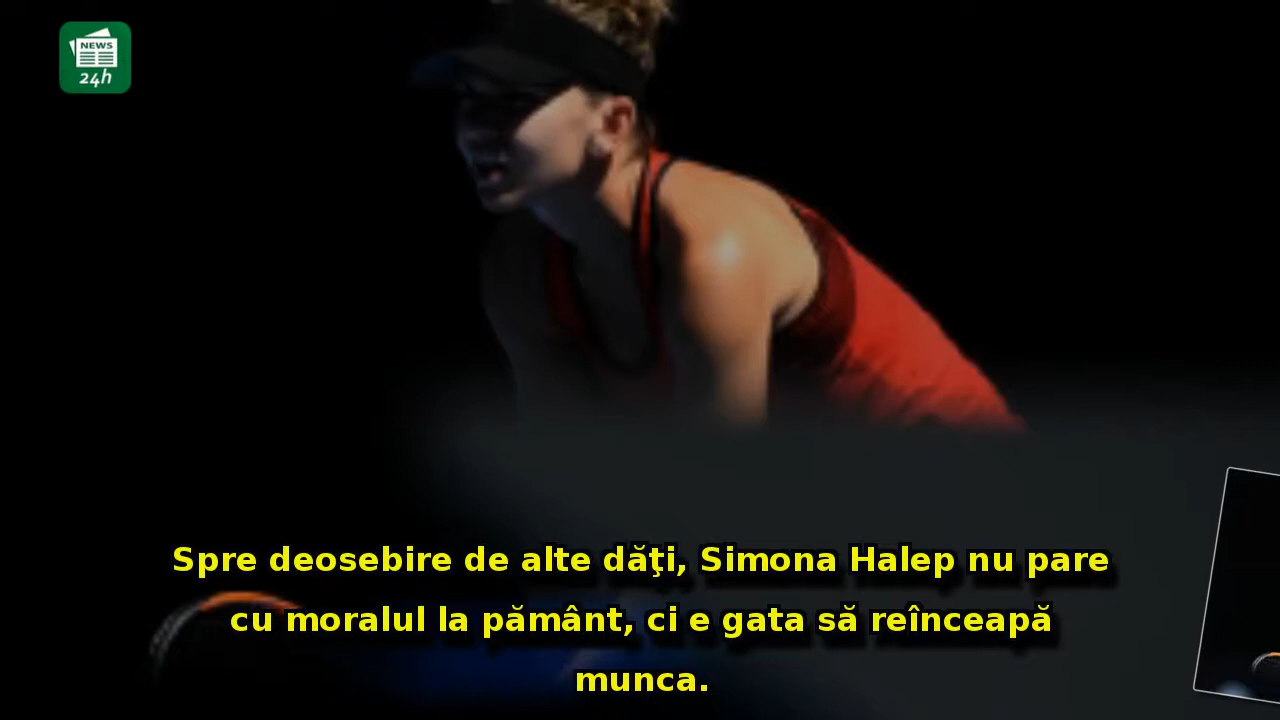 NEWS
24h
Spre deosebire de alte dăţi, Simona Halep nu pare
cu moralul la pământ, ci e gata să reînceapă
munca.